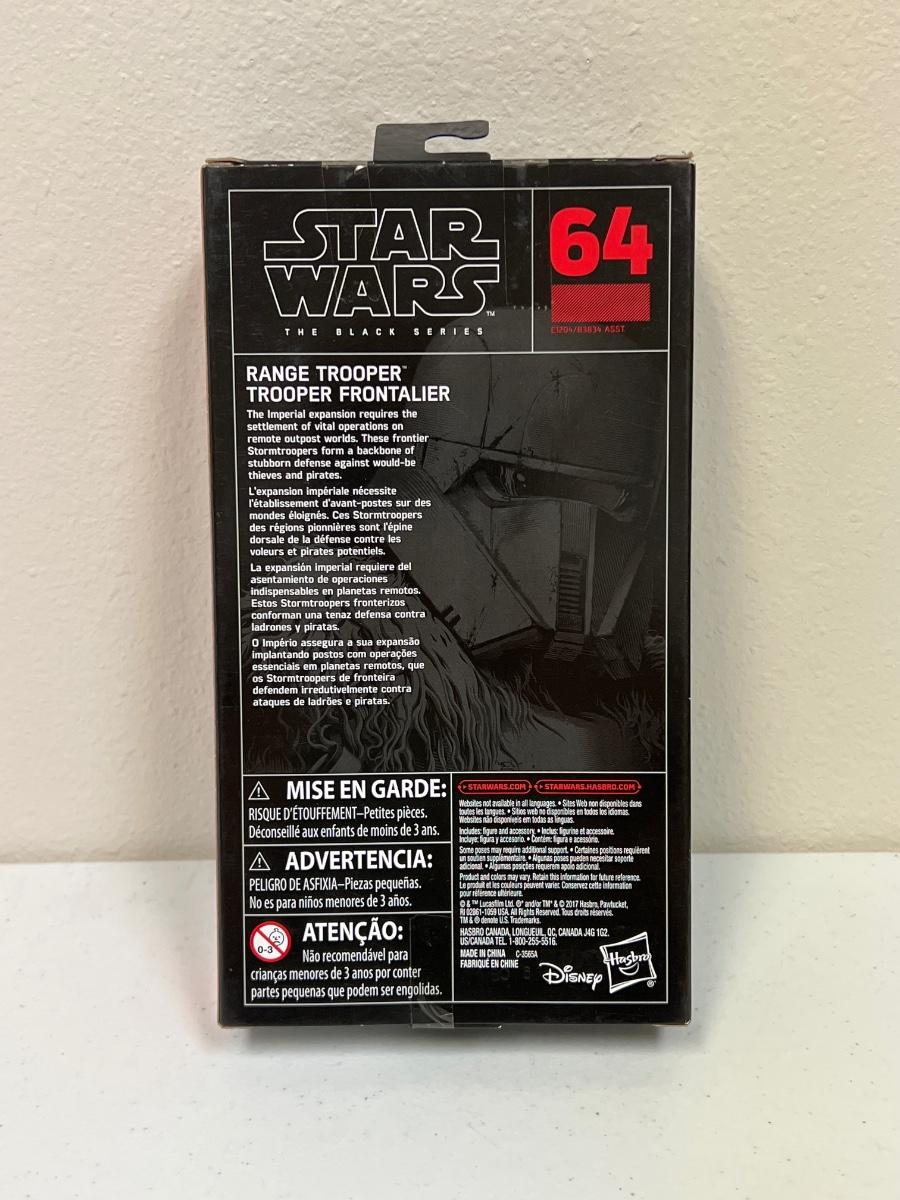 STAR
WARS
™
THE BLACK SERIES
64
E1204/B3834 ASST.
RANGE TROOPER™
TROOPER FRONTALIER
The Imperial expansion requires the
settlement of vital operations on
remote outpost worlds. These frontier
Stormtroopers form a backbone of
stubborn defense against would-be
thieves and pirates.
L'expansion impériale nécessite
l'établissement d'avant-postes sur des
mondes éloignés. Ces Stormtroopers
des régions pionnières sont l'épine
dorsale de la défense contre les
voleurs et pirates potentiels.
La expansión imperial requiere del
asentamiento de operaciones
indispensables en planetas remotos.
Estos Stormtroopers fronterizos
conforman una tenaz defensa contra
ladrones y piratas.
O Império assegura a sua expansão
implantando postos com operações
essenciais em planetas remotos, que
os Stormtroopers de fronteira
defendem irredutivelmente contra
ataques de ladrões e piratas.
MISE EN GARDE:
RISQUE D'ÉTOUFFEMENT–Petites pièces.
Déconseillé aux enfants de moins de 3 ans.
ADVERTENCIA:
PELIGRO DE ASFIXIA–Piezas pequeñas.
No es para niños menores de 3 años.
0-3
ATENÇÃO:
Não recomendável para
crianças menores de 3 anos por conter
partes pequenas que podem ser engolidas.
STARWARS.COM STARWARS.HASBRO.COM
Websites not available in all languages. • Sites Web non disponibles dans
toutes les langues. • Sitios web no disponibles en todos los idiomas.
Websites não disponíveis em todas as línguas.
Includes: figure and accessory. • Inclus: figurine et accessoire.
Incluye: figura y accesorio. • Contém: figura e acessório.
Some poses may require additional support. • Certaines positions requièrent
un soutien supplémentaire. • Algunas poses pueden necesitar soporte
adicional. • Algumas posições requerem apoio adicional.
Product and colors may vary. Retain this information for future reference.
Le produit et les couleurs peuvent varier. Conservez cette information
pour référence ultérieure.
© & ™ Lucasfilm Ltd. ®* and/or TM* & © 2017 Hasbro, Pawtucket,
RI 02861-1059 USA. All Rights Reserved. Tous droits réservés.
TM & ® denote U.S. Trademarks.
HASBRO CANADA, LONGUEUIL, QC, CANADA J4G 1G2.
US/CANADA TEL. 1-800-255-5516.
MADE IN CHINA C-3565A
FABRIQUÉ EN CHINE
Disney
Hasbro
®